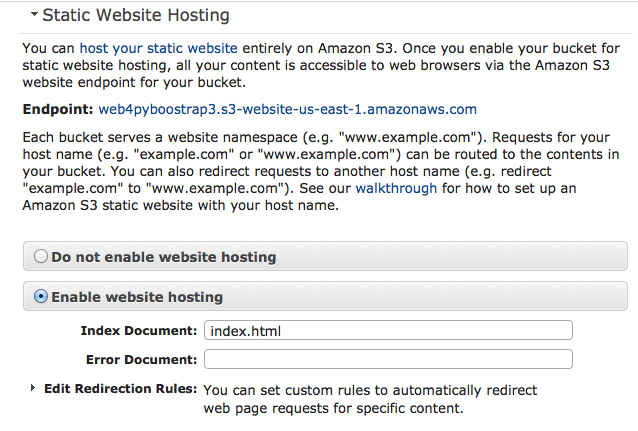 Static Website Hosting
You can host your static website entirely on Amazon S3. Once you enable your bucket for
static website hosting, all your content is accessible to web browsers via the Amazon S3
website endpoint for your bucket.
Endpoint: web4pyboostrap3.s3-website-us-east-1.amazonaws.com
Each bucket serves a website namespace (e.g. "www.example.com"). Requests for your
host name (e.g. "example.com" or "www.example.com") can be routed to the contents in
your bucket. You can also redirect requests to another host name (e.g. redirect
"example.com" to "www.example.com"). See our walkthrough for how to set up an
Amazon S3 static website with your host name.
Do not enable website hosting
Enable website hosting
Index Document: index.html
Error Document:
Edit Redirection Rules: You can set custom rules to automatically redirect
web page requests for specific content.